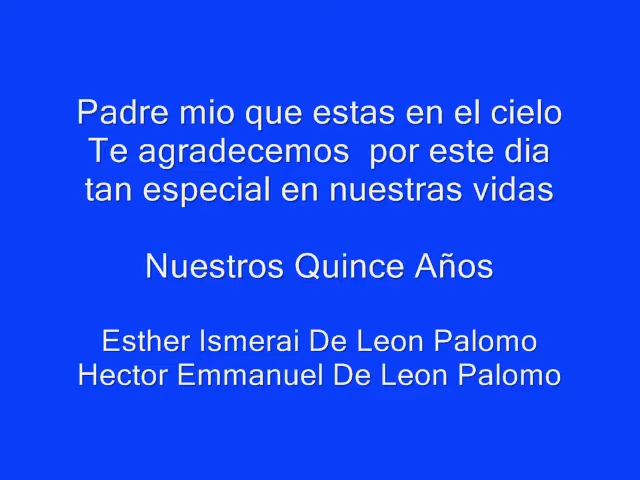 Padre mio que estas en el cielo
Te agradecemos  por este dia
tan especial en nuestras vidas
Nuestros Quince Años
Esther Ismerai De Leon Palomo
Hector Emmanuel De Leon Palomo